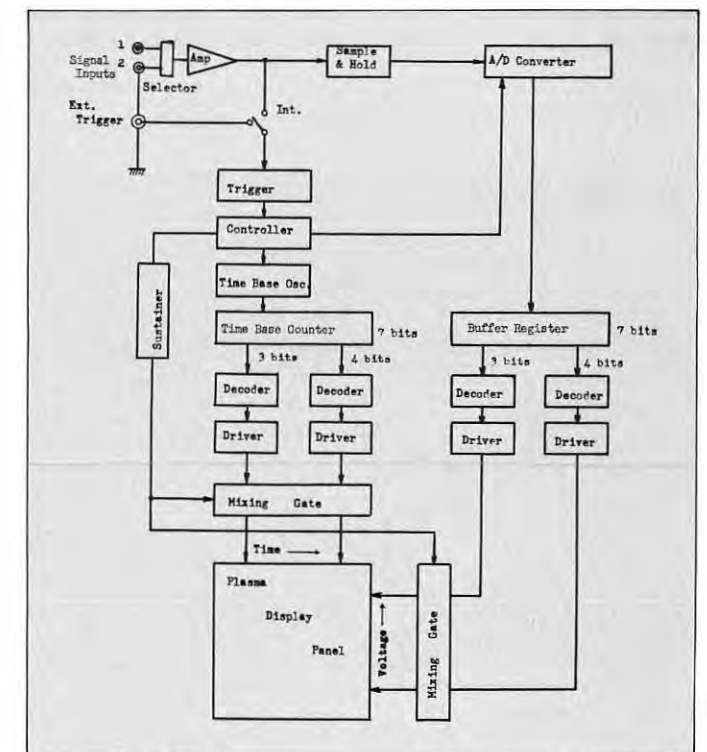 1
Signal 2
Inputs
Selector
Amp
Sample
& Hold
A/D Converter
Ext.
Trigger
Int.
Trigger
Controller
Time Base Osc.
Sustainer
Time Base Counter 7 bits
Buffer Register 7 bits
3 bits 4 bits
3 bits 4 bits
Decoder Decoder
Decoder Decoder
Driver Driver
Driver Driver
Mixing Gate
Time
Plasma
Display
Panel
Voltage
Mixing Gate